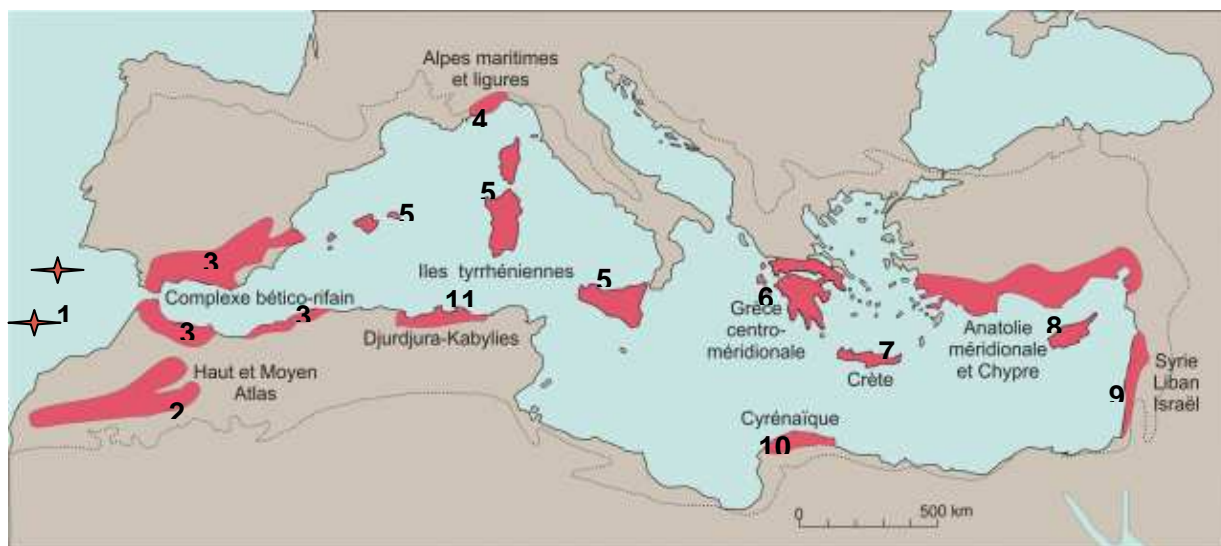 Alpes maritimes
et ligures
4
5
5
3
Iles tyrrhéniennes
5
1
Complexe bético-rifain
3
3
11
Djurdjura-Kabylies
6
Grèce
centro-
méridionale
7
Crète
8
Anatolie
méridionale
et Chypre
9
Syrie
Liban
Israël
Haut et Moyen
Atlas
2
Cyrénaïque
10
0
500 km